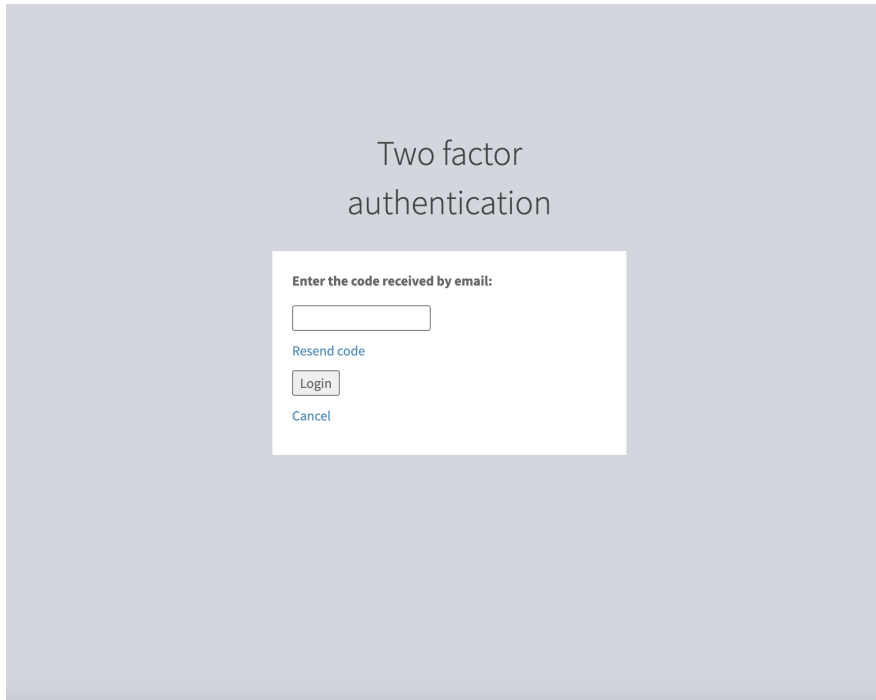 Two factor
authentication
Enter the code received by email:
Resend code
Login
Cancel